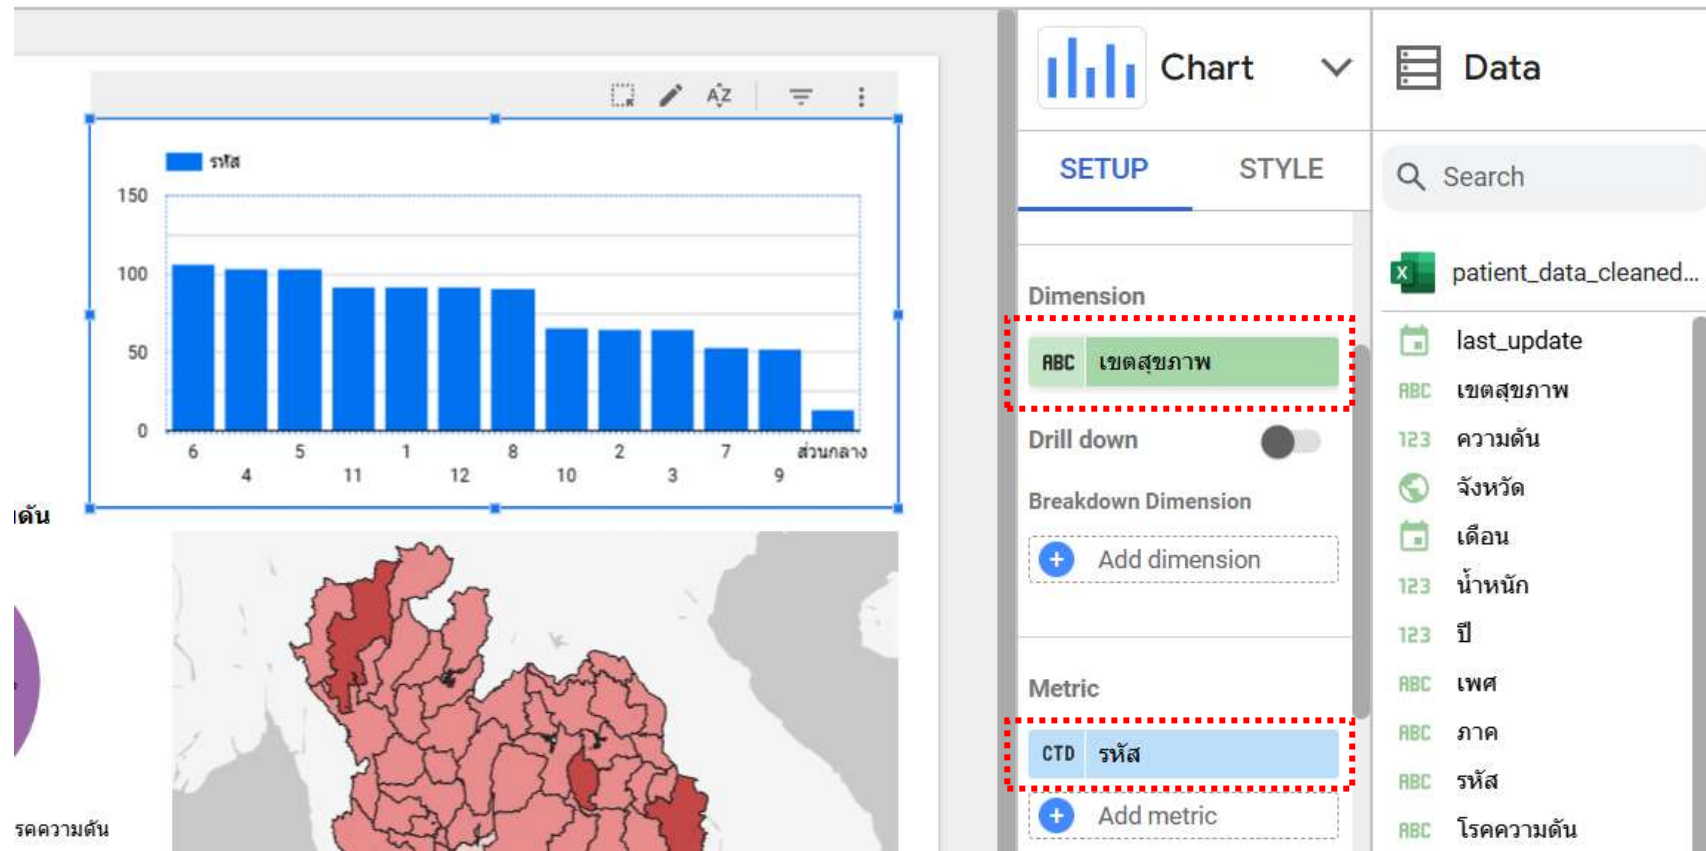 รหัส
150
100
50
0
6 5 1 8 2 7 ส่วนกลาง
4 11 12 10 3 9
รคความดัน
Chart
SETUP STYLE
Dimension
ABC เขตสุขภาพ
Drill down
Breakdown Dimension
+ Add dimension
Metric
CTD รหัส
+ Add metric
Data
Search
X patient_data_cleaned...
last_update
ABC เขตสุขภาพ
123 ความดัน
จังหวัด
เดือน
123 น้ำหนัก
123 ปี
ABC เพศ
ABC ภาค
ABC รหัส
ABC โรคความดัน